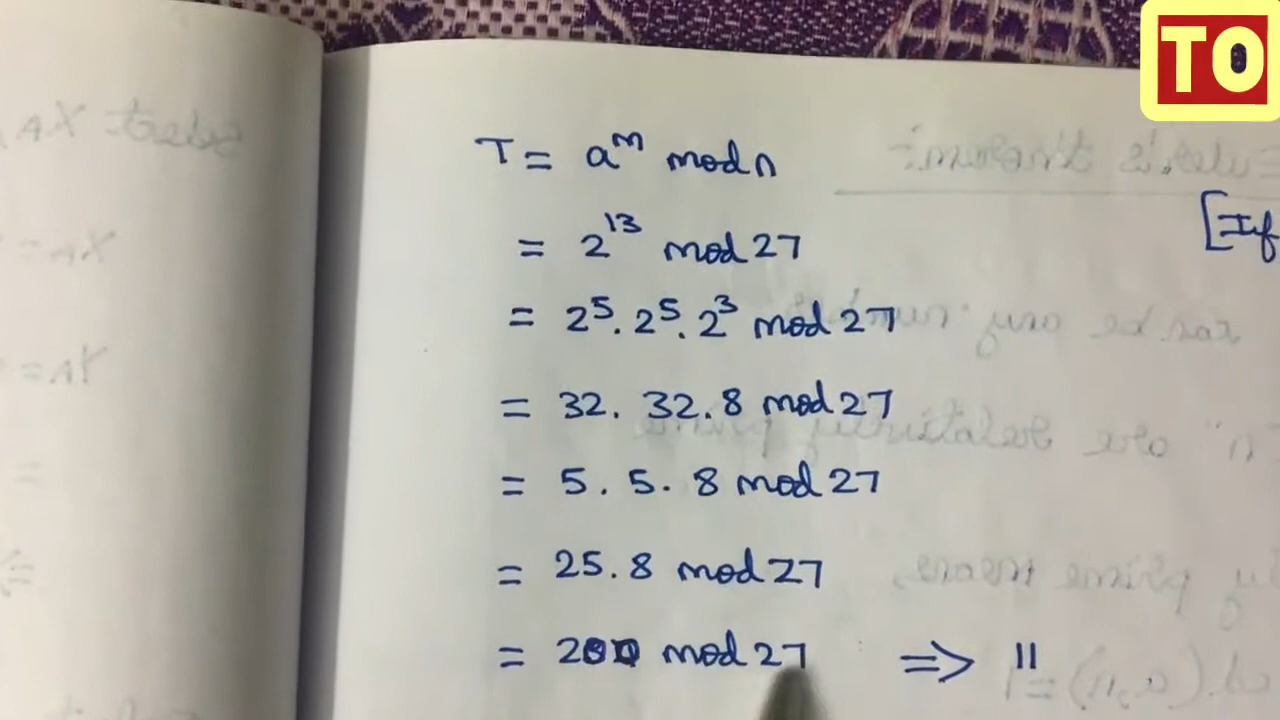 TO
T = a^m mod n
= 2^13 mod 27
[If
= 2^5 . 2^5 . 2^3 mod 27
= 32 . 32 . 8 mod 27
= 5 . 5 . 8 mod 27
= 25 . 8 mod 27
= 200 mod 27 => 11